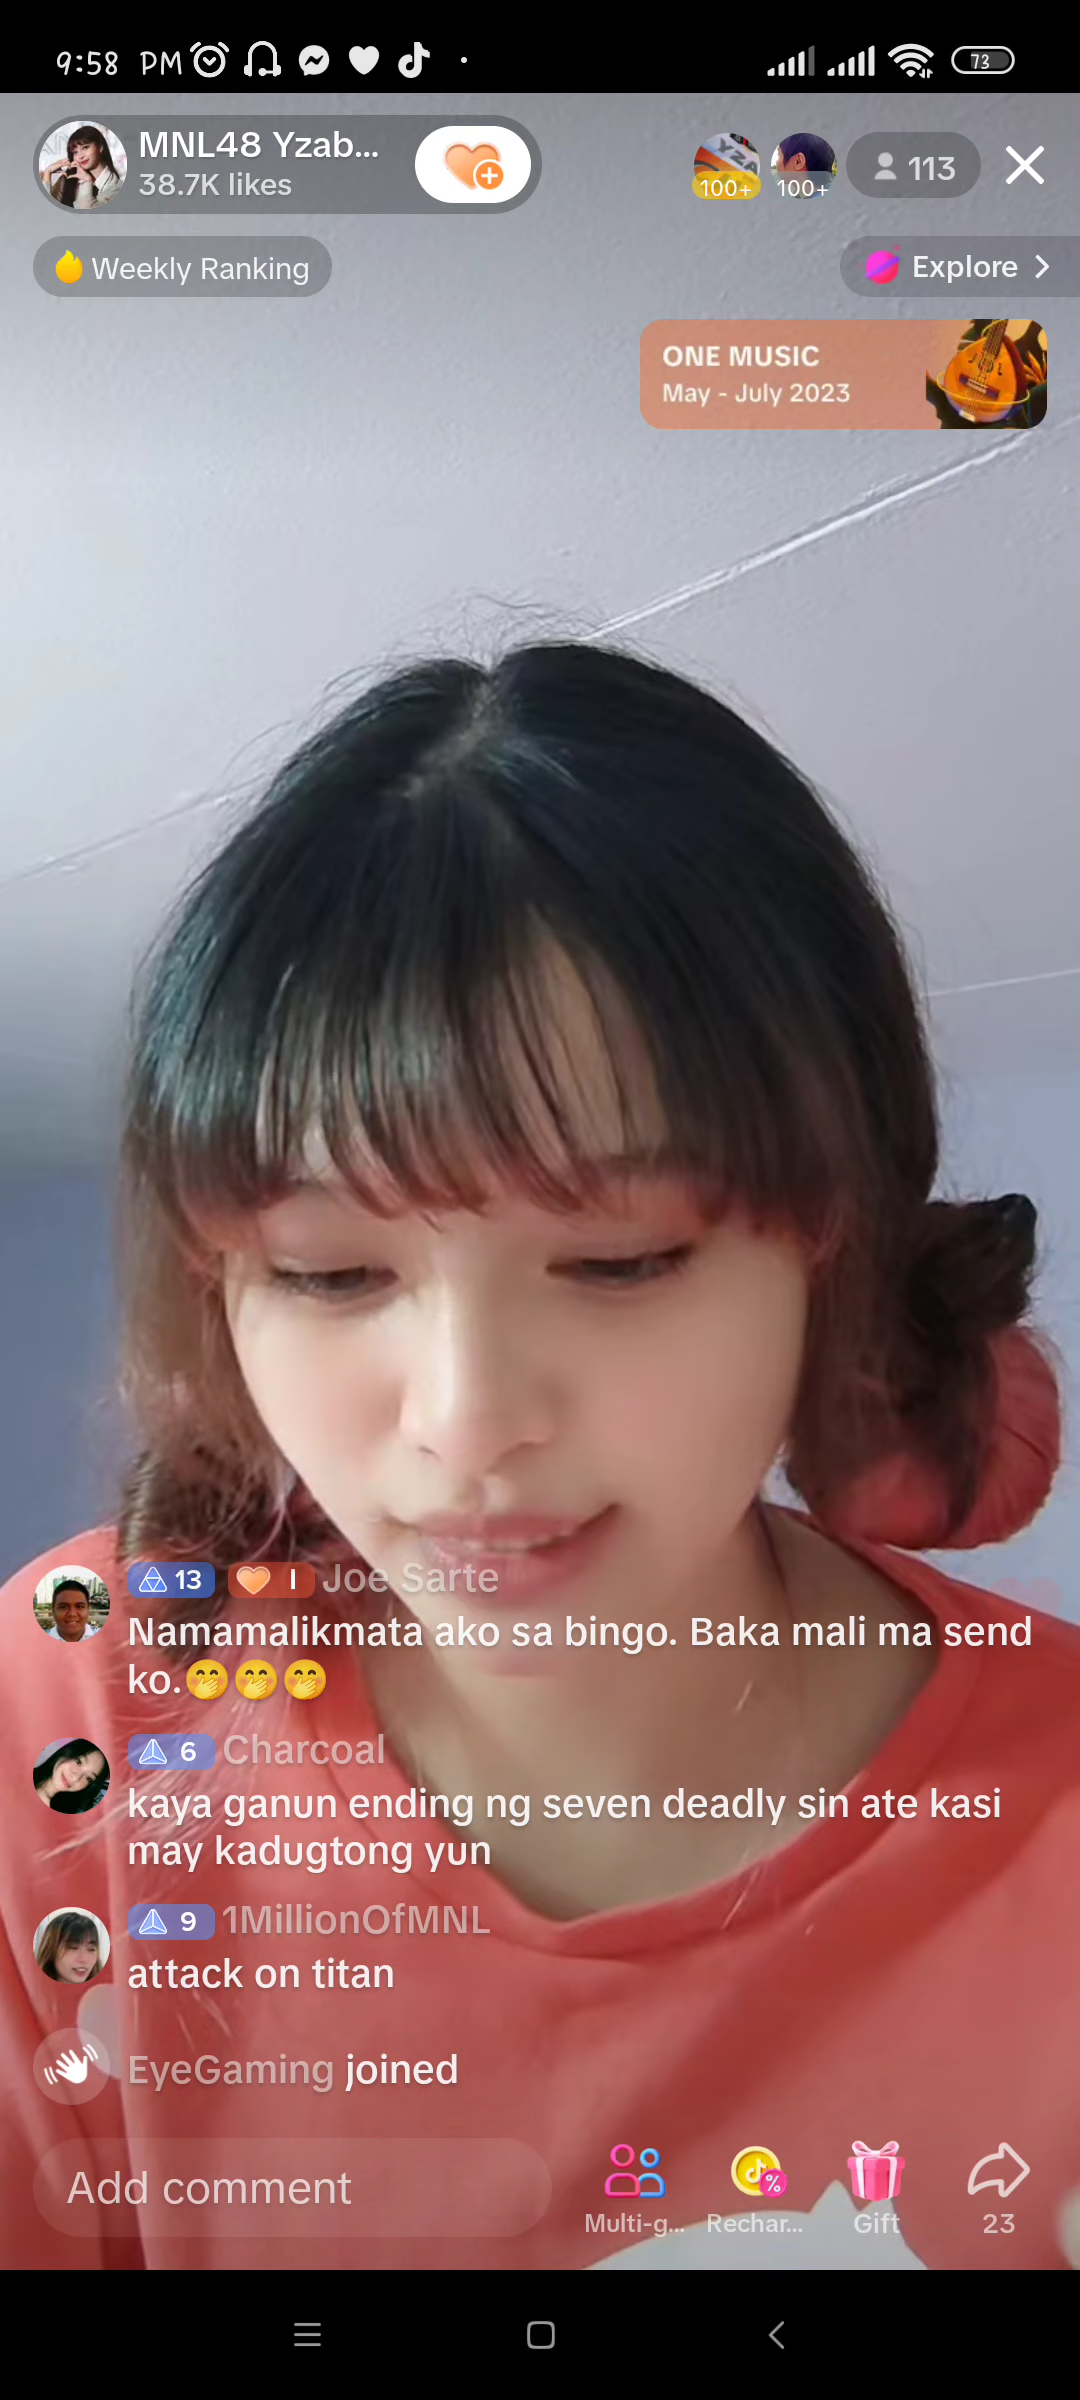 9:58 PM
73
MNL48 Yzab...
38.7K likes
100+
100+
113
Weekly Ranking
Explore
ONE MUSIC
May - July 2023
13 I Joe Sarte
Namamalikmata ako sa bingo. Baka mali ma send
ko.🤭🤭🤭
6 Charcoal
kaya ganun ending ng seven deadly sin ate kasi
may kadugtong yun
9 1MillionOfMNL
attack on titan
EyeGaming joined
Add comment
Multi-g...
Rechar...
Gift
23